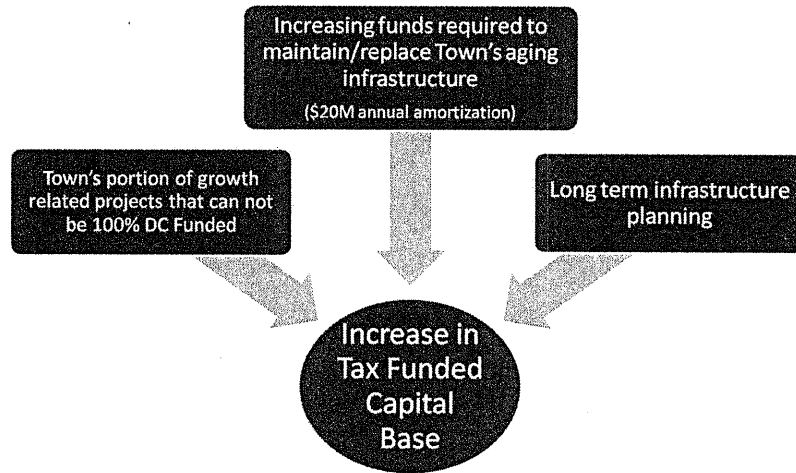 Increasing funds required to
maintain/replace Town's aging
infrastructure
($20M annual amortization)
Town's portion of growth
related projects that can not
be 100% DC Funded
Long term infrastructure
planning
Increase in
Tax Funded
Capital
Base